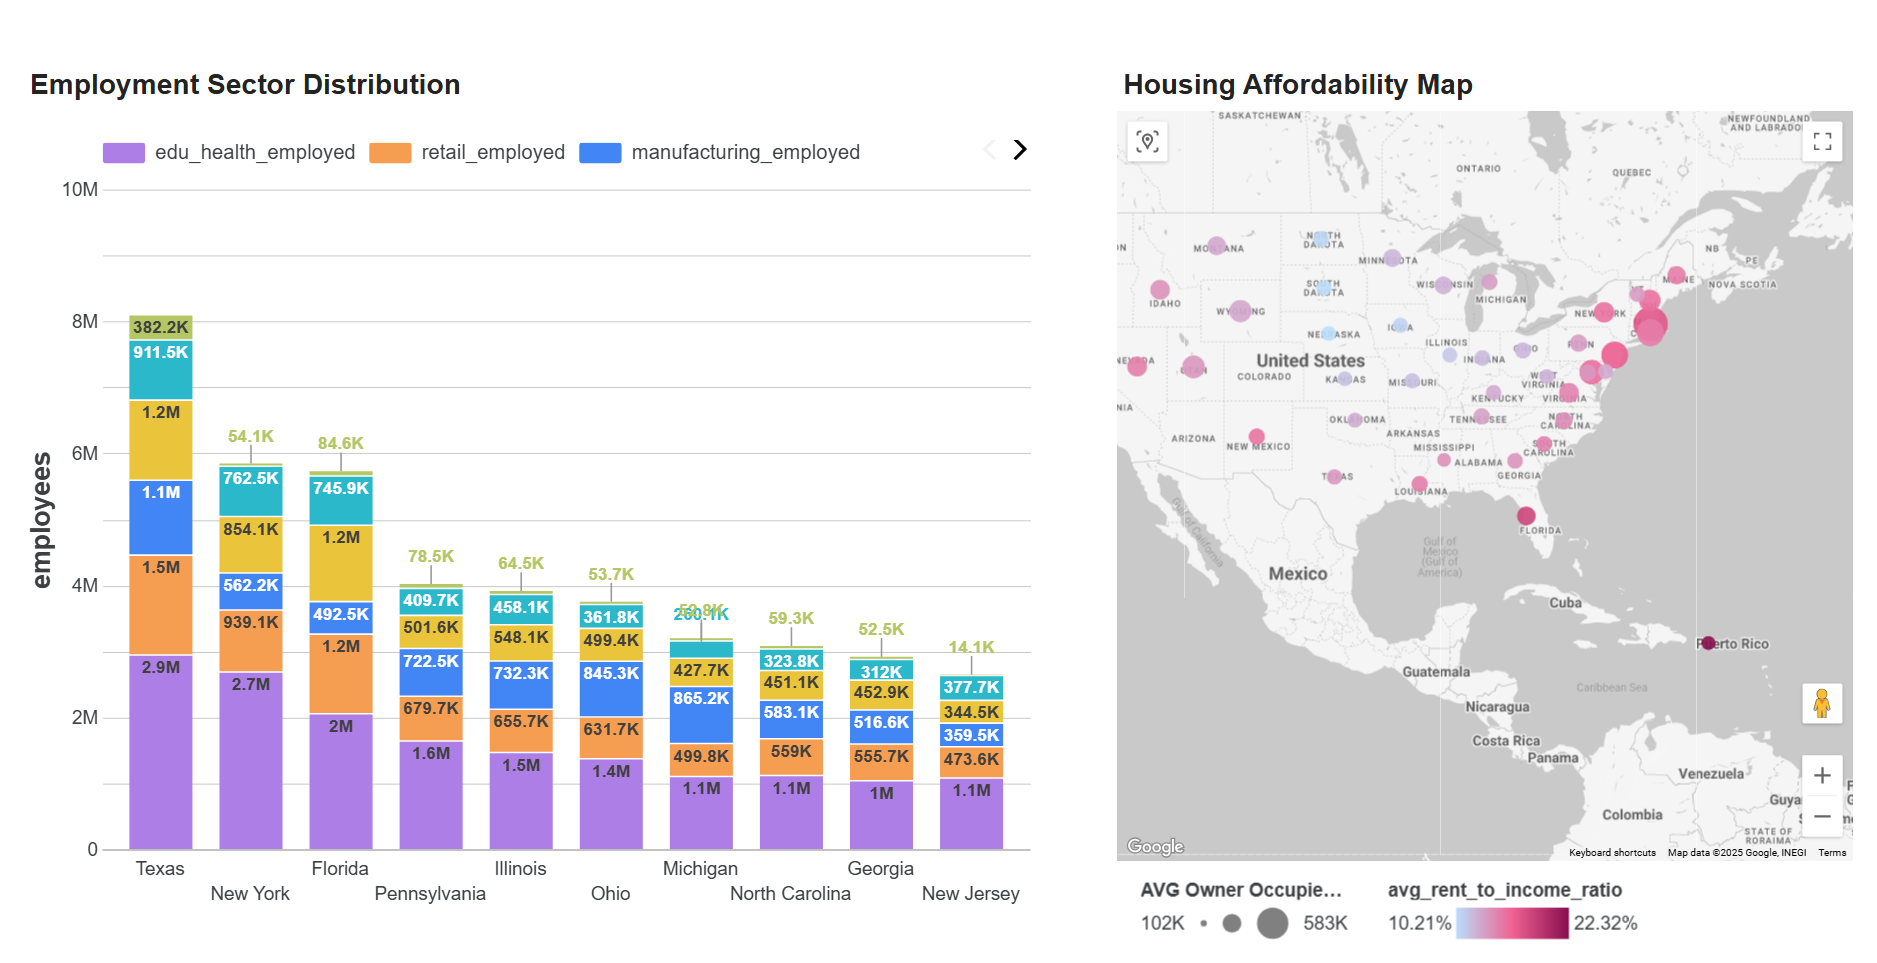 Employment Sector Distribution
edu_health_employed retail_employed manufacturing_employed
employees
10M
8M
6M
4M
2M
0
382.2K
911.5K
1.2M
1.1M
1.5M
2.9M
54.1K
762.5K
854.1K
562.2K
939.1K
2.7M
84.6K
745.9K
1.2M
492.5K
1.2M
2M
78.5K
409.7K
501.6K
722.5K
679.7K
1.6M
64.5K
458.1K
548.1K
732.3K
655.7K
1.5M
53.7K
361.8K
499.4K
845.3K
631.7K
1.4M
427.7K
865.2K
499.8K
1.1M
59.3K
323.8K
451.1K
583.1K
559K
1.1M
52.5K
312K
452.9K
516.6K
555.7K
1M
14.1K
377.7K
344.5K
359.5K
473.6K
1.1M
Texas
New York
Florida
Pennsylvania
Illinois
Ohio
Michigan
North Carolina
Georgia
New Jersey
Housing Affordability Map
SASKATCHEWAN
NEWFOUNDLAND
AND LABRADO
ONTARIO
QUEBEC
NB
PE
NOVA SCOTIA
MONTANA
NORTH
DAKOTA
MINNESOTA
SOUTH
DAKOTA
WISCONSIN
MICHIGAN
MAINE
VT
IDAHO
WYOMING
NEW YORK
NEBRASKA
IOWA
ILLINOIS
INDIANA
OHIO
PENN
United States
NEVADA
UTAH
COLORADO
KANSAS
MISSOURI
WEST
VIRGINIA
KENTUCKY
VIRGINIA
NIA
OKLAHOMA
TENNESSEE
NORTH
CAROLINA
ARIZONA
NEW MEXICO
ARKANSAS
MISSISSIPPI
ALABAMA
SOUTH
CAROLINA
GEORGIA
TEXAS
LOUISIANA
FLORIDA
Gulf of California
Gulf of
Mexico
(Gulf of
America)
Mexico
Cuba
Puerto Rico
Guatemala
Caribbean Sea
Nicaragua
Costa Rica
Panama
Venezuela
Guya
Colombia
STATE OF
RORAIMA
Google
Keyboard shortcuts Map data ©2025 Google, INEGI Terms
AVG Owner Occupie…
102K 583K
avg_rent_to_income_ratio
10.21% 22.32%